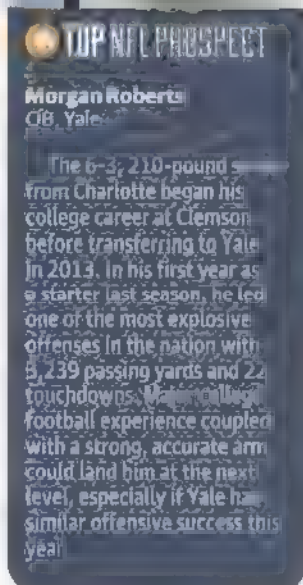 TOP NFL PROSPECT
Morgan Roberts
QB, Yale
The 6-3, 210-pound
from Charlotte began his
college career at Clemson
before transferring to Yale
in 2013. In his first year as
a starter last season, he led
one of the most explosive
offenses in the nation with
3,239 passing yards and 22
touchdowns. college
football experience coupled
with a strong, accurate arm
could land him at the next
level, especially if Yale has
similar offensive success this
year